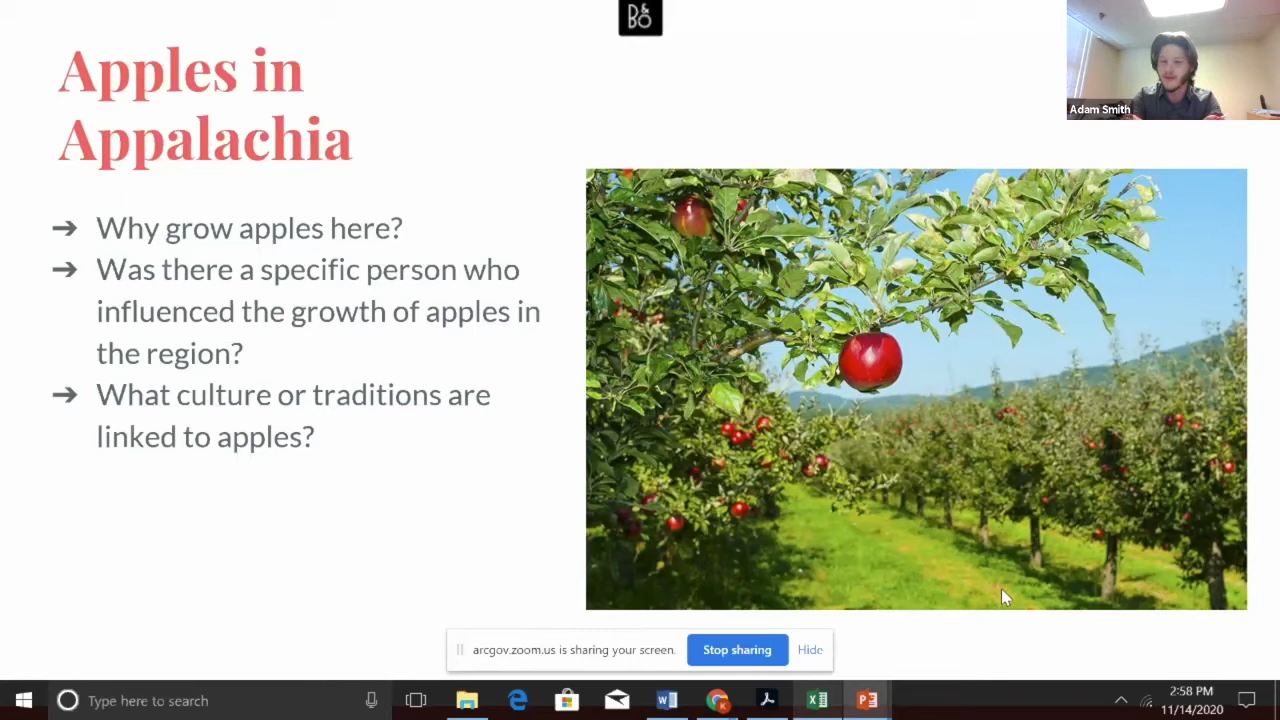 B&O
Apples in
Appalachia
Adam Smith
➔ Why grow apples here?
➔ Was there a specific person who
influenced the growth of apples in
the region?
➔ What culture or traditions are
linked to apples?
arcgov.zoom.us is sharing your screen.
Stop sharing
Hide
Type here to search
2:58 PM
11/14/2020